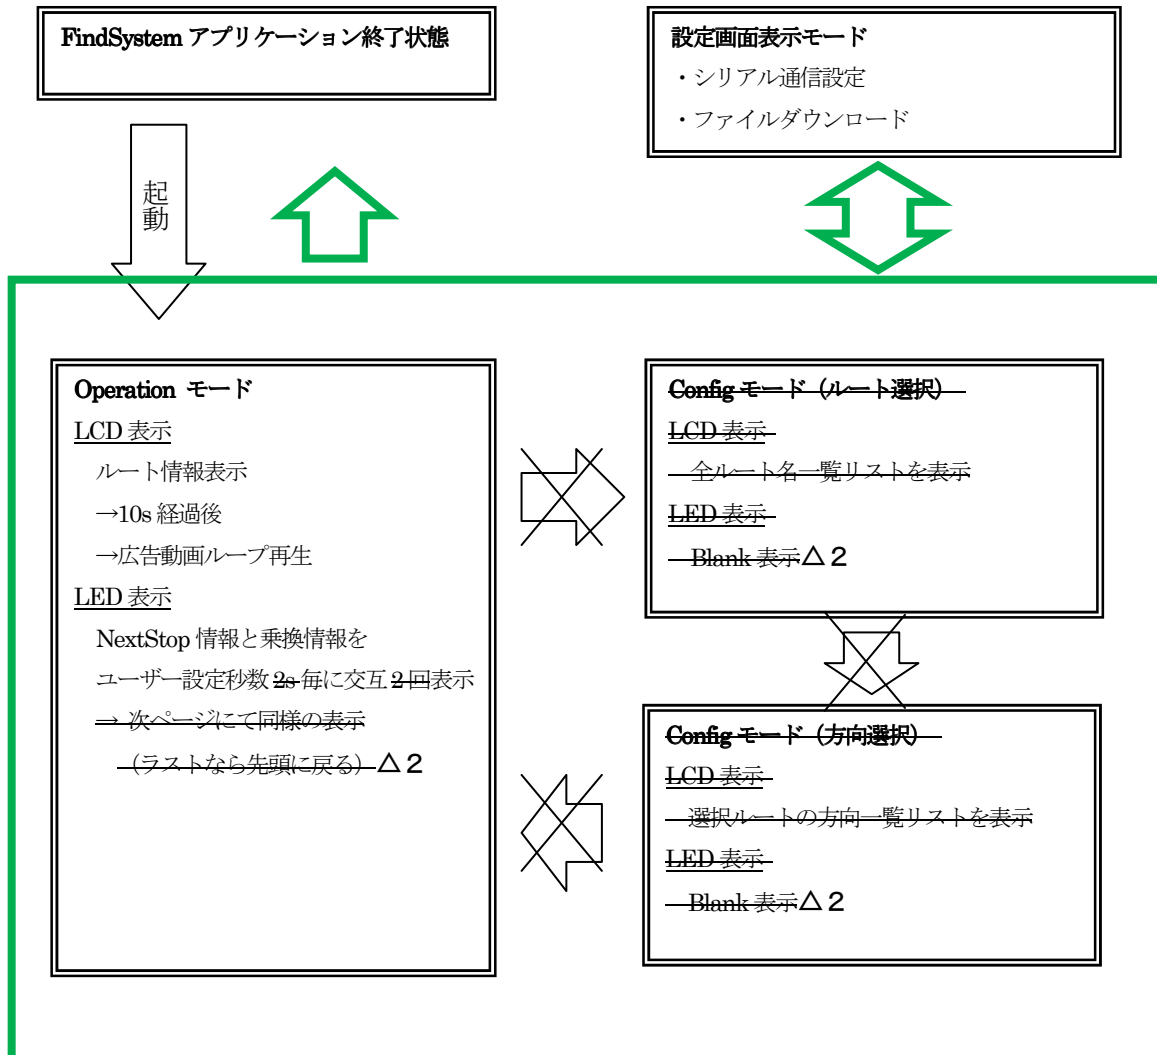 FindSystem アプリケーション終了状態
設定画面表示モード
・シリアル通信設定
・ファイルダウンロード
起動
Operation モード
LCD 表示
ルート情報表示
→10s 経過後
→広告動画ループ再生
LED 表示
NextStop 情報と乗換情報を
ユーザー設定秒数 2s 毎に交互 2 回表示
→ 次ページにて同様の表示
（ラストなら先頭に戻る）△２
Config モード（ルート選択）
LCD 表示
全ルート名一覧リストを表示
LED 表示
Blank 表示△２
Config モード（方向選択）
LCD 表示
選択ルートの方向一覧リストを表示
LED 表示
Blank 表示△２